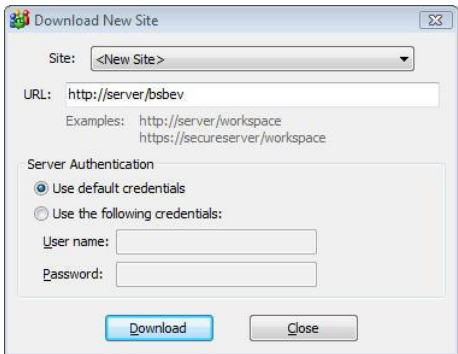 Download New Site
Site: <New Site>
URL: http://server/bsbev
Examples: http://server/workspace
https://secureserver/workspace
Server Authentication
Use default credentials
Use the following credentials:
User name:
Password:
Download Close